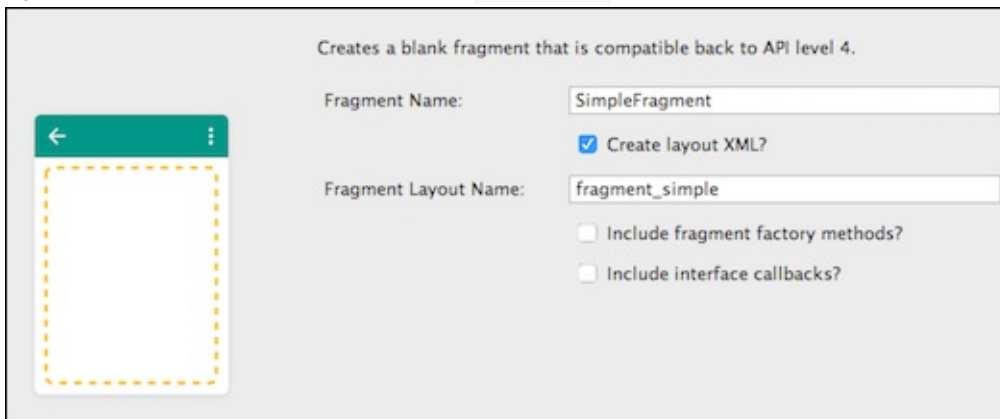 Creates a blank fragment that is compatible back to API level 4.
Fragment Name: SimpleFragment
Create layout XML?
Fragment Layout Name: fragment_simple
Include fragment factory methods?
Include interface callbacks?